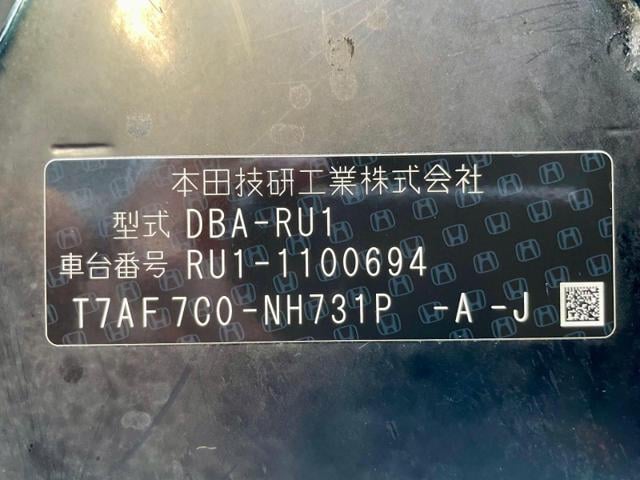 本田技研工業株式会社
型式 DBA-RU1
車台番号 RU1-1100694
T7AF7C0-NH731P -A -J